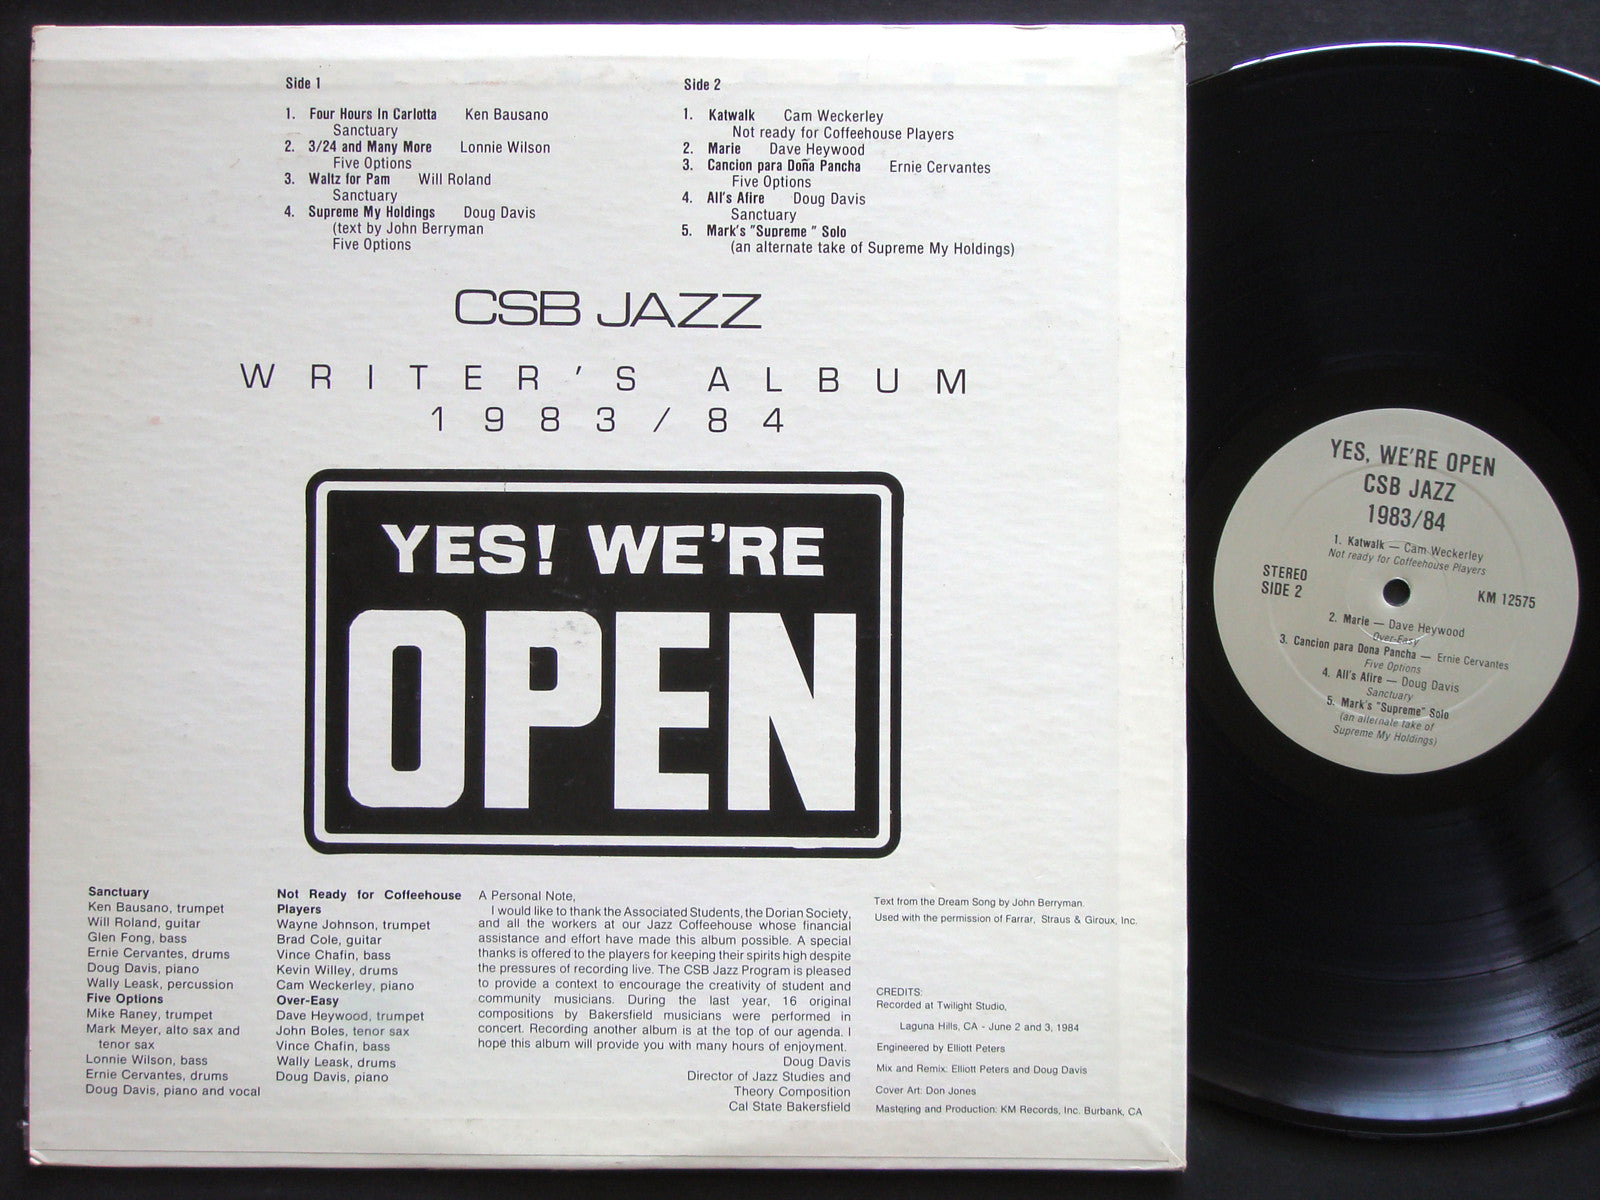 Side 1
1. Four Hours In Carlotta Ken Bausano
Sanctuary
2. 3/24 and Many More Lonnie Wilson
Five Options
3. Waltz for Pam Will Roland
Sanctuary
4. Supreme My Holdings Doug Davis
(text by John Berryman
Five Options
Side 2
1. Katwalk Cam Weckerley
Not ready for Coffeehouse Players
2. Marie Dave Heywood
3. Cancion para Doña Pancha Ernie Cervantes
Five Options
4. All's Afire Doug Davis
Sanctuary
5. Mark's "Supreme " Solo
(an alternate take of Supreme My Holdings)
CSB JAZZ
WRITER'S ALBUM
1983/84
YES! WE'RE
OPEN
Sanctuary
Ken Bausano, trumpet
Will Roland, guitar
Glen Fong, bass
Ernie Cervantes, drums
Doug Davis, piano
Wally Leask, percussion
Five Options
Mike Raney, trumpet
Mark Meyer, alto sax and
tenor sax
Lonnie Wilson, bass
Ernie Cervantes, drums
Doug Davis, piano and vocal
Not Ready for Coffeehouse
Players
Wayne Johnson, trumpet
Brad Cole, guitar
Vince Chafin, bass
Kevin Willey, drums
Cam Weckerley, piano
Over-Easy
Dave Heywood, trumpet
John Boles, tenor sax
Vince Chafin, bass
Wally Leask, drums
Doug Davis, piano
A Personal Note,
I would like to thank the Associated Students, the Dorian Society,
and all the workers at our Jazz Coffeehouse whose financial
assistance and effort have made this album possible. A special
thanks is offered to the players for keeping their spirits high despite
the pressures of recording live. The CSB Jazz Program is pleased
to provide a context to encourage the creativity of student and
community musicians. During the last year, 16 original
compositions by Bakersfield musicians were performed in
concert. Recording another album is at the top of our agenda. I
hope this album will provide you with many hours of enjoyment.
Doug Davis
Director of Jazz Studies and
Theory Composition
Cal State Bakersfield
Text from the Dream Song by John Berryman.
Used with the permission of Farrar, Straus & Giroux, Inc.
CREDITS:
Recorded at Twilight Studio,
Laguna Hills, CA - June 2 and 3, 1984
Engineered by Elliott Peters
Mix and Remix: Elliott Peters and Doug Davis
Cover Art: Don Jones
Mastering and Production: KM Records, Inc. Burbank, CA
YES, WE'RE OPEN
CSB JAZZ
1983/84
1. Katwalk — Cam Weckerley
Not ready for Coffeehouse Players
STEREO
SIDE 2
KM 12575
2. Marie — Dave Heywood
Over-Easy
3. Cancion para Dona Pancha — Ernie Cervantes
Five Options
4. All's Afire — Doug Davis
Sanctuary
5. Mark's "Supreme" Solo
(an alternate take of
Supreme My Holdings)